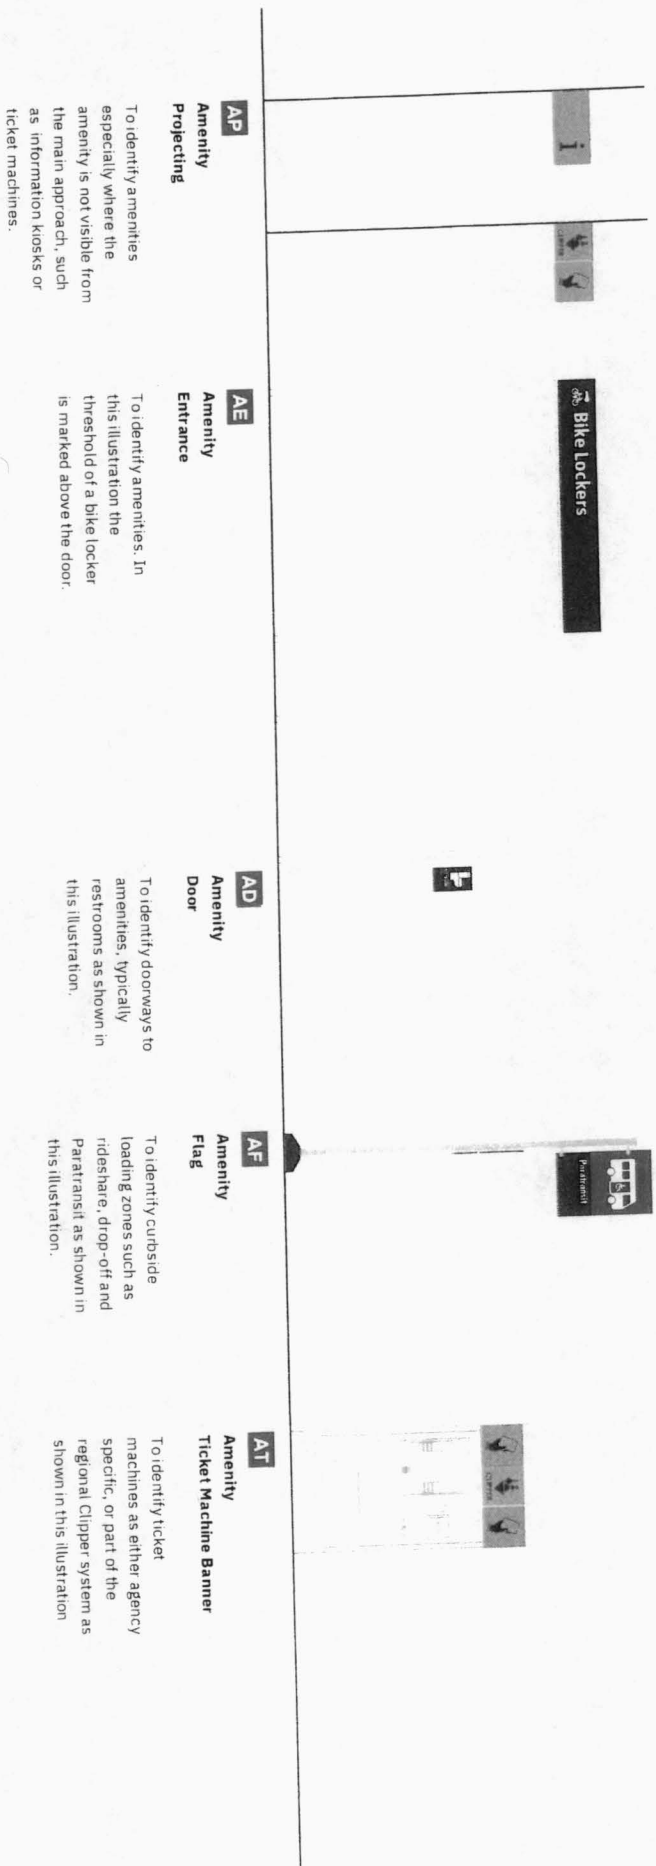 i
CLIPPER
Bike Lockers
Paratransit
CLIPPER
AP
Amenity
Projecting
To identify amenities
especially where the
amenity is not visible from
the main approach, such
as information kiosks or
ticket machines.
AE
Amenity
Entrance
To identify amenities. In
this illustration the
threshold of a bike locker
is marked above the door.
AD
Amenity
Door
To identify doorways to
amenities, typically
restrooms as shown in
this illustration.
AF
Amenity
Flag
To identify curbside
loading zones such as
rideshare, drop-off and
Paratransit as shown in
this illustration.
AT
Amenity
Ticket Machine Banner
To identify ticket
machines as either agency
specific, or part of the
regional Clipper system as
shown in this illustration